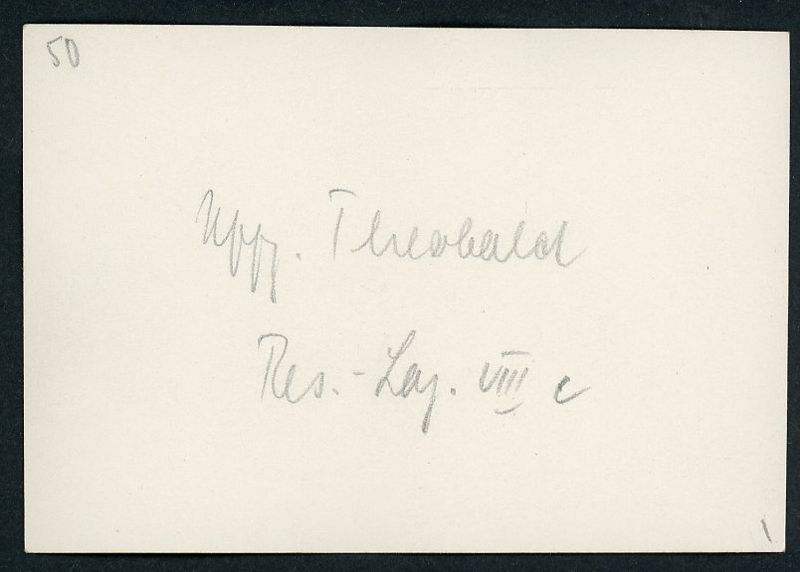 50
Uffz. Theobald
Res.-Laz. VIII c
1